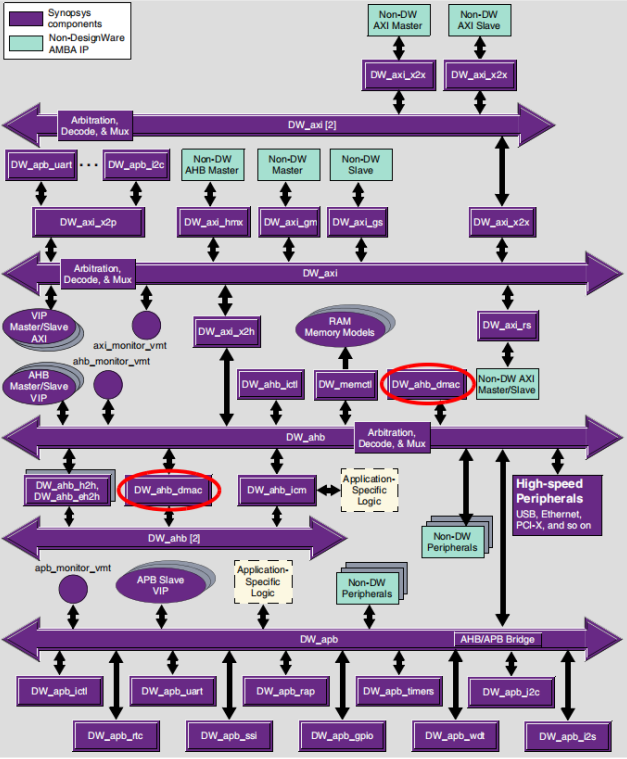 Synopsys
components
Non-DesignWare
AMBA IP
Non-DW
AXI Master
Non-DW
AXI Slave
DW_axi_x2x
DW_axi_x2x
Arbitration,
Decode, & Mux
DW_axi [2]
DW_apb_uart
. . .
DW_apb_i2c
Non-DW
AHB Master
Non-DW
Master
Non-DW
Slave
DW_axi_x2p
DW_axi_hmx
DW_axi_gm
DW_axi_gs
DW_axi_x2x
Arbitration,
Decode, & Mux
DW_axi
VIP
Master/Slave
AXI
axi_monitor_vmt
DW_axi_x2h
RAM
Memory Models
DW_axi_rs
AHB
Master/Slave
VIP
ahb_monitor_vmt
DW_ahb_ictl
DW_memctl
DW_ahb_dmac
Non-DW AXI
Master/Slave
DW_ahb
Arbitration,
Decode, & Mux
DW_ahb_h2h,
DW_ahb_eh2h
DW_ahb_dmac
DW_ahb_icm
Application-
Specific
Logic
High-speed
Peripherals
USB, Ethernet,
PCI-X, and so on
DW_ahb [2]
Non-DW
Peripherals
apb_monitor_vmt
APB Slave
VIP
Application-
Specific
Logic
Non-DW
Peripherals
DW_apb
AHB/APB Bridge
DW_apb_ictl
DW_apb_uart
DW_apb_rap
DW_apb_timers
DW_apb_i2c
DW_apb_rtc
DW_apb_ssi
DW_apb_gpio
DW_apb_wdt
DW_apb_i2s